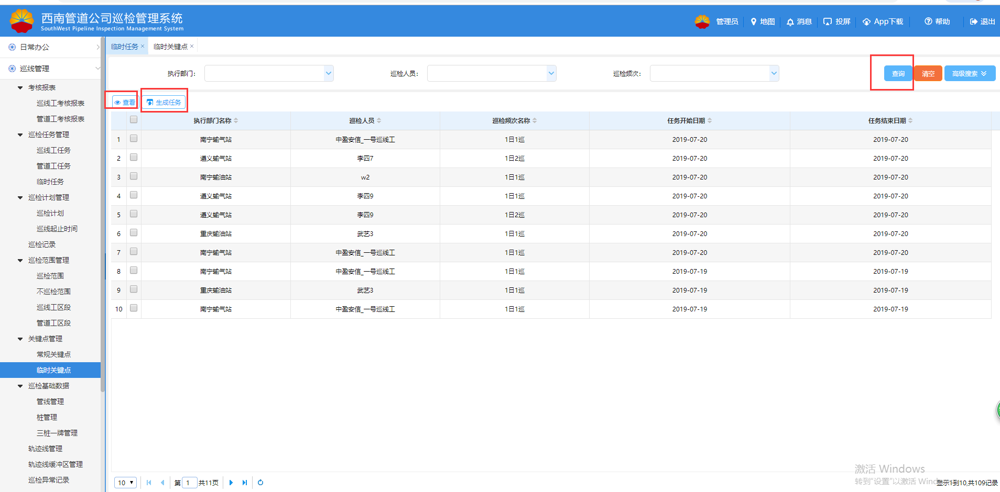 西南管道公司巡检管理系统
SouthWest Pipeline Inspection Management System
管理员 地图 消息 投屏 App下载 帮助 退出
日常办公
巡线管理
考核报表
巡线工考核报表
管道工考核报表
巡检任务管理
巡线工任务
管道工任务
临时任务
巡检计划管理
巡检计划
巡线起止时间
巡检记录
巡检范围管理
巡检范围
不巡检范围
巡线工区段
管道工区段
关键点管理
常规关键点
临时关键点
巡检基础数据
管线管理
桩管理
三桩一牌管理
轨迹线管理
轨迹线缓冲区管理
巡检异常记录
临时任务 × 临时关键点 ×
执行部门: 巡检人员: 巡检频次: 查询 清空 高级搜索
查看 生成任务
执行部门名称 巡检人员 巡检频次名称 任务开始日期 任务结束日期
1 南宁输气站 中盈安信_一号巡线工 1日1巡 2019-07-20 2019-07-20
2 遵义输气站 李四7 1日2巡 2019-07-20 2019-07-20
3 南宁输油站 w2 1日1巡 2019-07-20 2019-07-20
4 遵义输气站 李四9 1日1巡 2019-07-20 2019-07-20
5 遵义输气站 李四9 1日2巡 2019-07-20 2019-07-20
6 重庆输油站 武艺3 1日1巡 2019-07-20 2019-07-20
7 南宁输气站 中盈安信_一号巡线工 1日1巡 2019-07-20 2019-07-20
8 南宁输气站 中盈安信_一号巡线工 1日1巡 2019-07-19 2019-07-19
9 重庆输油站 武艺3 1日1巡 2019-07-19 2019-07-19
10 南宁输气站 中盈安信_一号巡线工 1日1巡 2019-07-19 2019-07-19
10 第 1 共11页
激活 Windows
转到"设置"以激活 Windows
显示1到10,共109记录